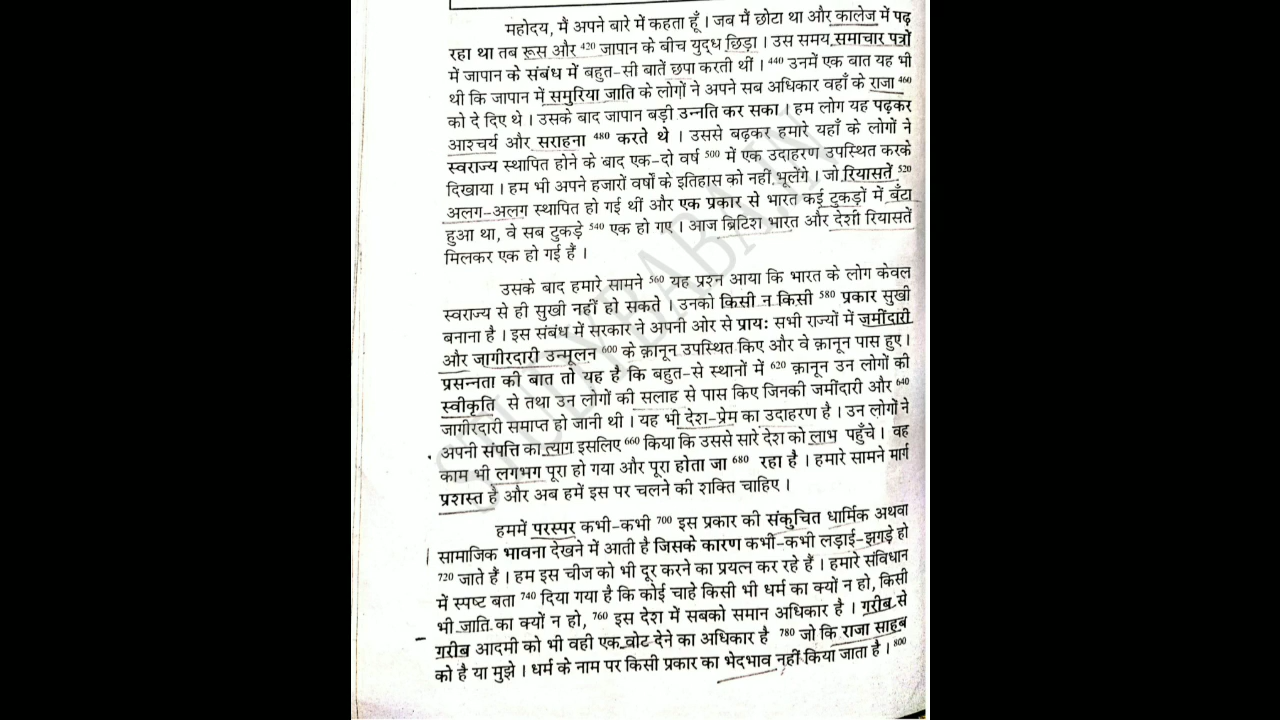 महोदय, मैं अपने बारे में कहता हूँ । जब मैं छोटा था और कालेज में पढ़
रहा था तब रूस और 420 जापान के बीच युद्ध छिड़ा । उस समय समाचार पत्रों
में जापान के संबंध में बहुत-सी बातें छपा करती थीं । 440 उनमें एक बात यह भी
थी कि जापान में समुरिया जाति के लोगों ने अपने सब अधिकार वहाँ के राजा 460
को दे दिए थे । उसके बाद जापान बड़ी उन्नति कर सका । हम लोग यह पढ़कर
आश्चर्य और सराहना 480 करते थे । उससे बढ़कर हमारे यहाँ के लोगों ने
स्वराज्य स्थापित होने के बाद एक-दो वर्ष 500 में एक उदाहरण उपस्थित करके
दिखाया । हम भी अपने हजारों वर्षों के इतिहास को नहीं भूलेंगे । जो रियासतें 520
अलग-अलग स्थापित हो गई थीं और एक प्रकार से भारत कई टुकड़ों में बँटा
हुआ था, वे सब टुकड़े 540 एक हो गए । आज ब्रिटिश भारत और देशी रियासतें
मिलकर एक हो गई हैं ।
उसके बाद हमारे सामने 560 यह प्रश्न आया कि भारत के लोग केवल
स्वराज्य से ही सुखी नहीं हो सकते । उनको किसी न किसी 580 प्रकार सुखी
बनाना है । इस संबंध में सरकार ने अपनी ओर से प्रायः सभी राज्यों में ज़मींदारी
और जागीरदारी उन्मूलन 600 के क़ानून उपस्थित किए और वे क़ानून पास हुए ।
प्रसन्नता की बात तो यह है कि बहुत-से स्थानों में 620 क़ानून उन लोगों की
स्वीकृति से तथा उन लोगों की सलाह से पास किए जिनकी जमींदारी और 640
जागीरदारी समाप्त हो जानी थी । यह भी देश-प्रेम का उदाहरण है । उन लोगों ने
अपनी संपत्ति का त्याग इसलिए 660 किया कि उससे सारे देश को लाभ पहुँचे । वह
काम भी लगभग पूरा हो गया और पूरा होता जा 680 रहा है । हमारे सामने मार्ग
प्रशस्त है और अब हमें इस पर चलने की शक्ति चाहिए ।
हममें परस्पर कभी-कभी 700 इस प्रकार की संकुचित धार्मिक अथवा
सामाजिक भावना देखने में आती है जिसके कारण कभी-कभी लड़ाई-झगड़े हो
720 जाते हैं । हम इस चीज को भी दूर करने का प्रयत्न कर रहे हैं । हमारे संविधान
में स्पष्ट बता 740 दिया गया है कि कोई चाहे किसी भी धर्म का क्यों न हो, किसी
भी जाति का क्यों न हो, 760 इस देश में सबको समान अधिकार है । ग़रीब से
ग़रीब आदमी को भी वही एक वोट देने का अधिकार है 780 जो कि राजा साहब
को है या मुझे । धर्म के नाम पर किसी प्रकार का भेदभाव नहीं किया जाता है । 800